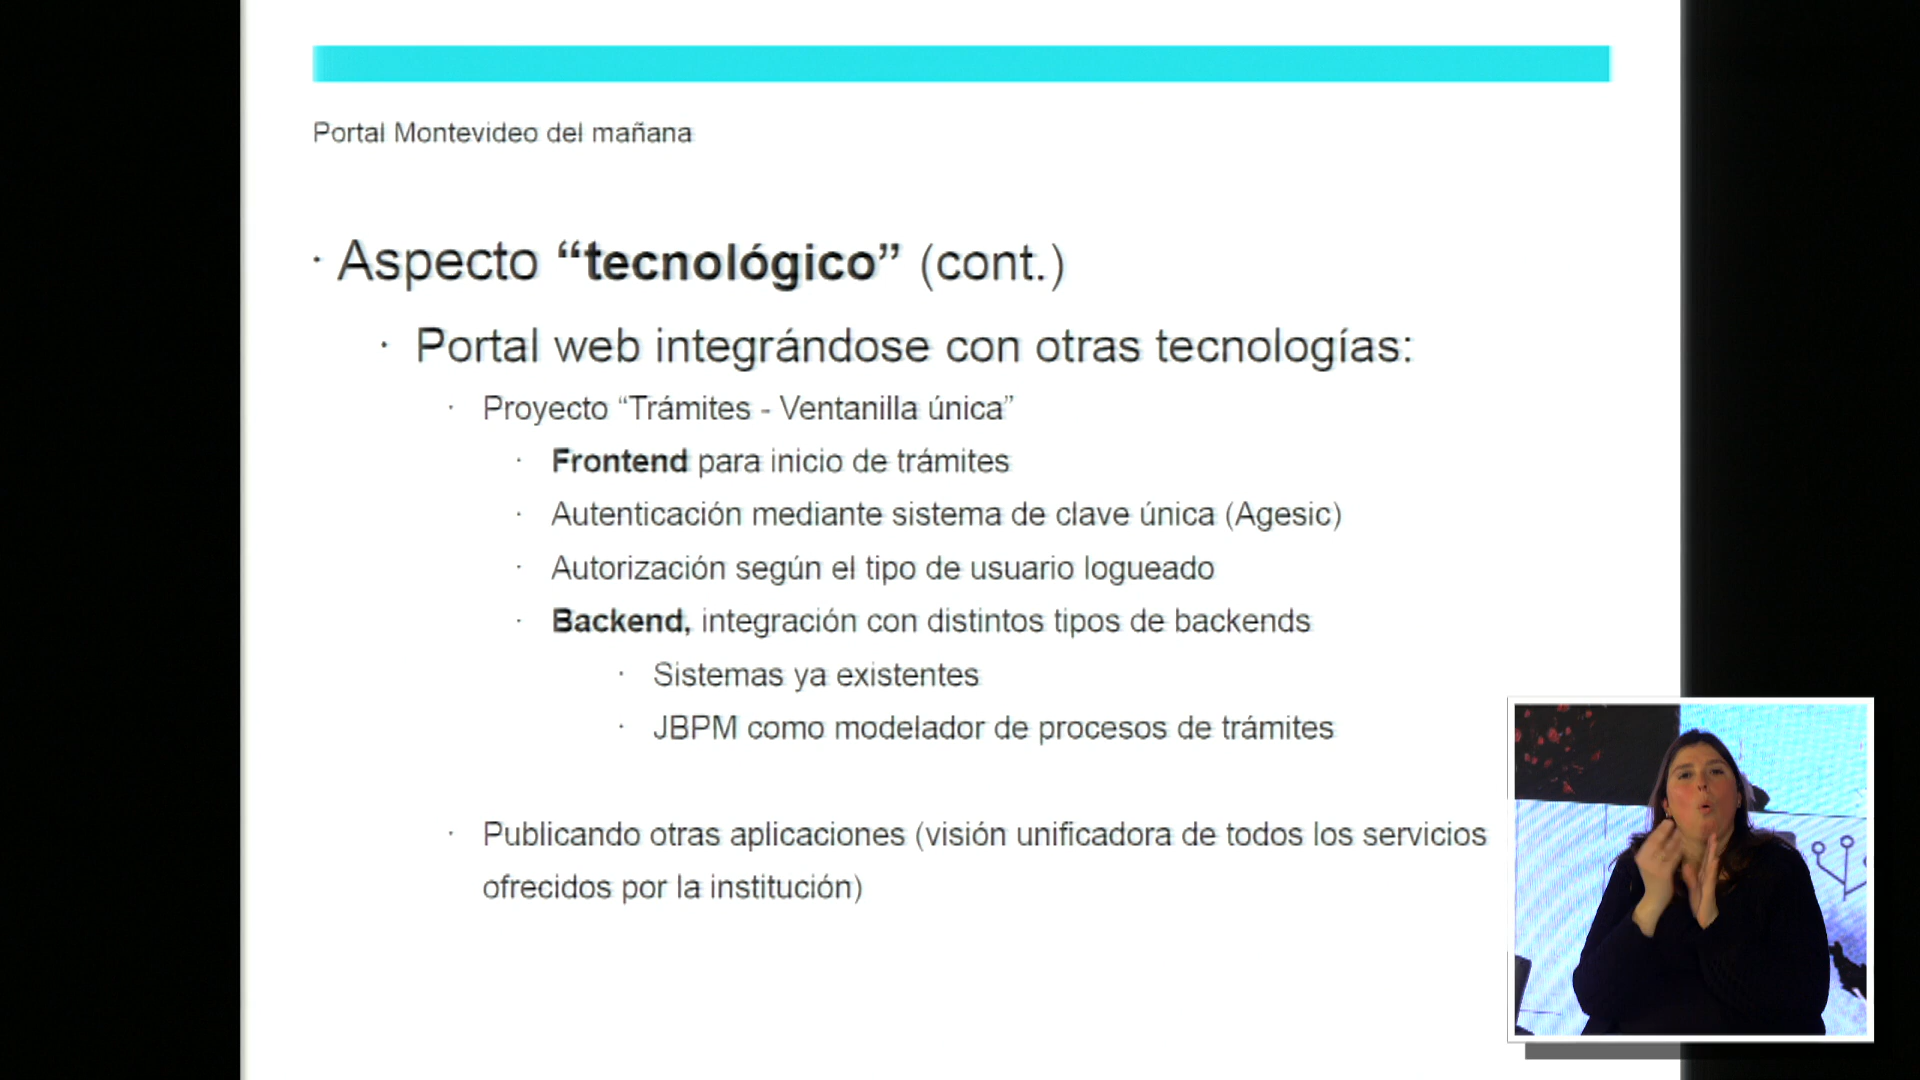 Portal Montevideo del mañana
· Aspecto “tecnológico” (cont.)
· Portal web integrándose con otras tecnologías:
· Proyecto “Trámites - Ventanilla única”
· Frontend para inicio de trámites
· Autenticación mediante sistema de clave única (Agesic)
· Autorización según el tipo de usuario logueado
· Backend, integración con distintos tipos de backends
· Sistemas ya existentes
· JBPM como modelador de procesos de trámites
· Publicando otras aplicaciones (visión unificadora de todos los servicios
ofrecidos por la institución)